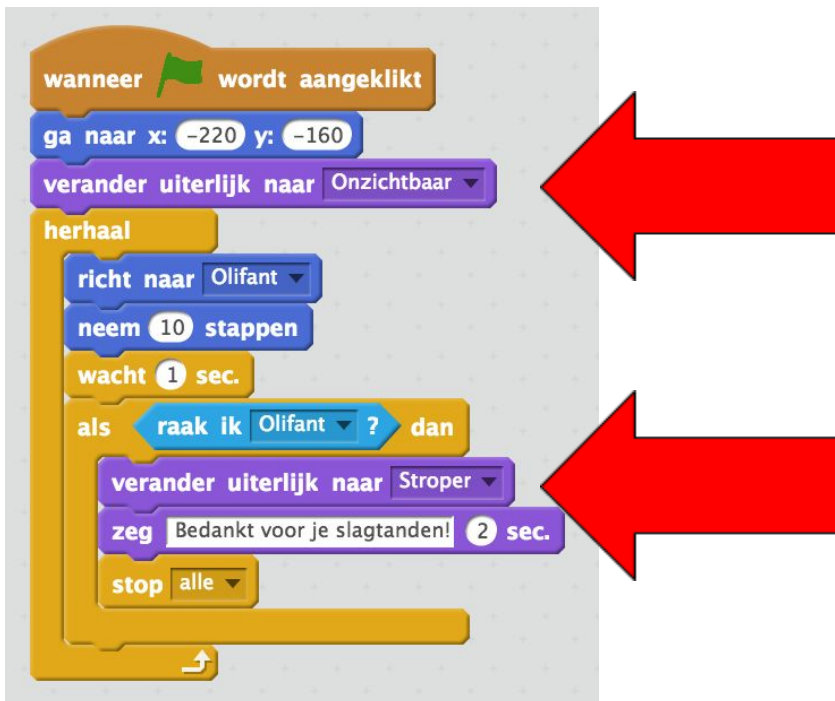 wanneer wordt aangeklikt
ga naar x: -220 y: -160
verander uiterlijk naar Onzichtbaar
herhaal
richt naar Olifant
neem 10 stappen
wacht 1 sec.
als raak ik Olifant ? dan
verander uiterlijk naar Stroper
zeg Bedankt voor je slagtanden! 2 sec.
stop alle